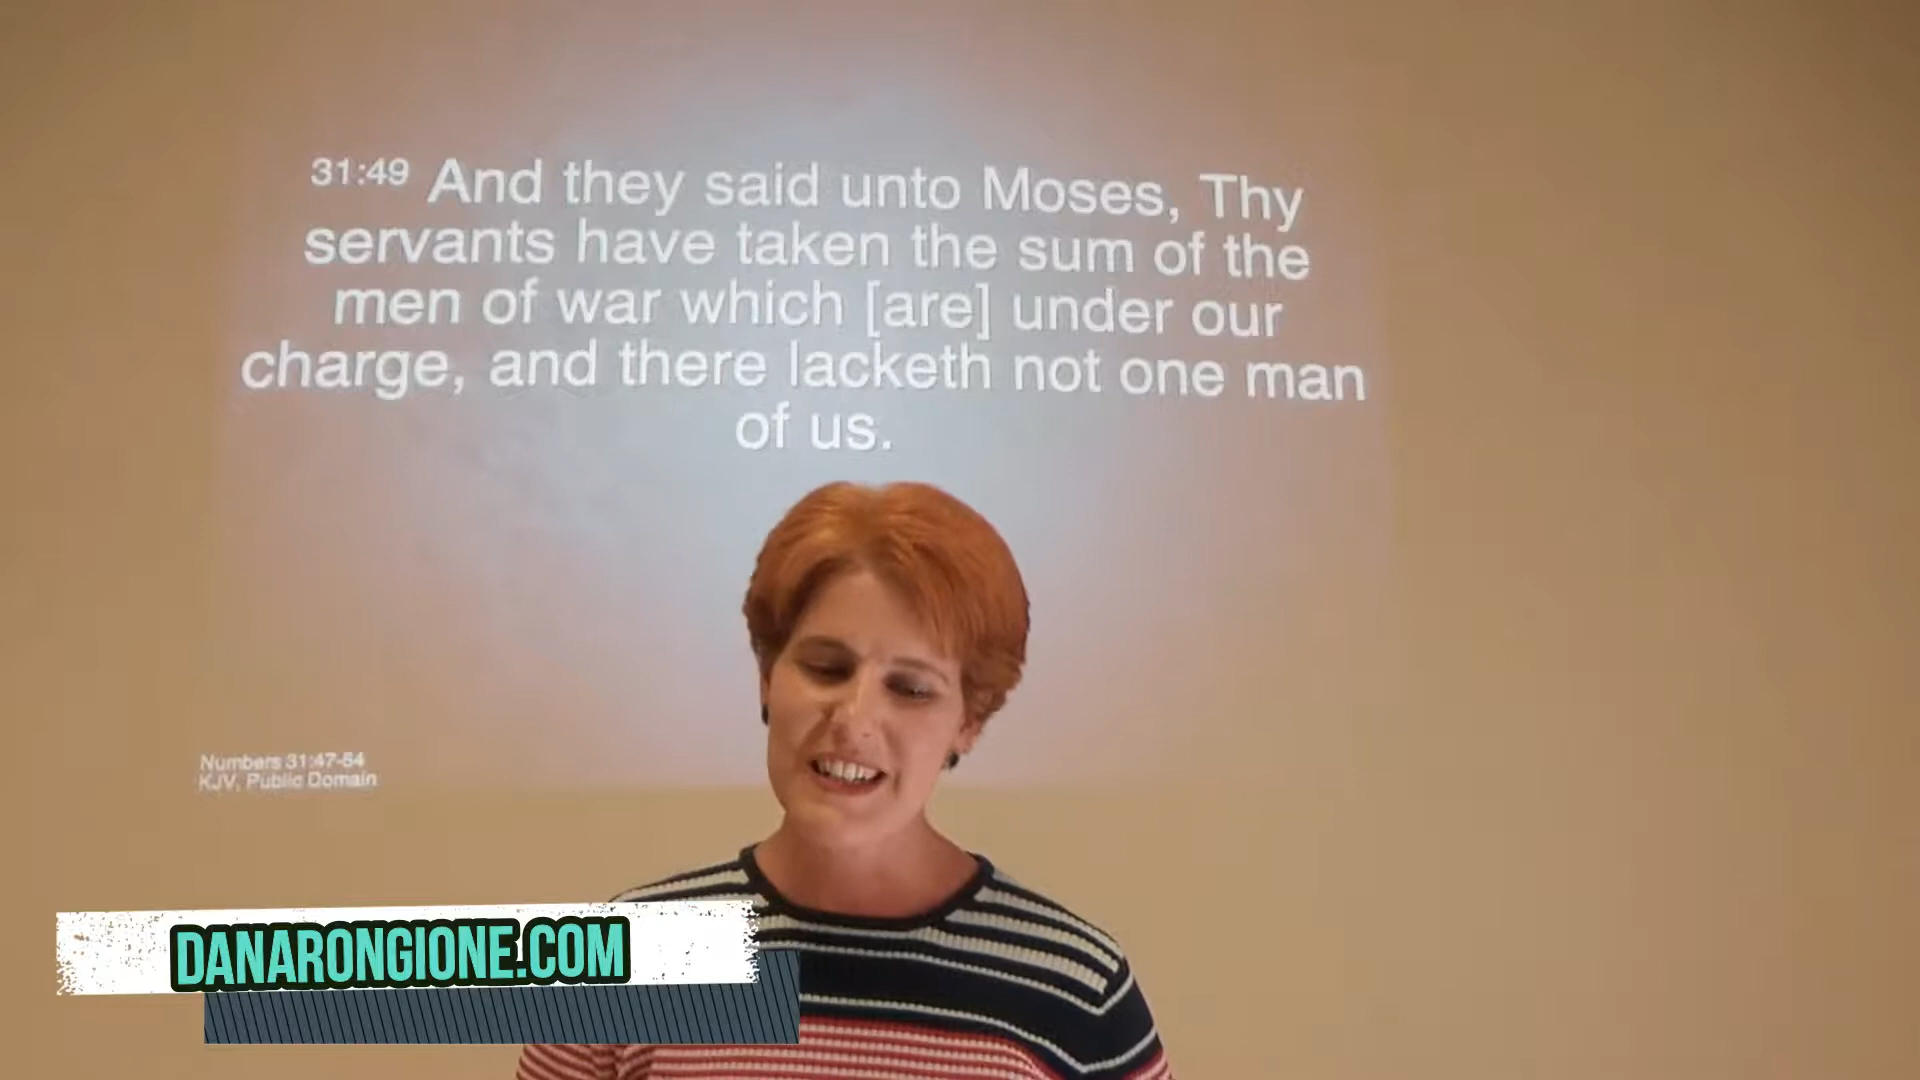 31:49 And they said unto Moses, Thy
servants have taken the sum of the
men of war which [are] under our
charge, and there lacketh not one man
of us.
Numbers 31:47-54
KJV, Public Domain
DANARONGIONE.COM